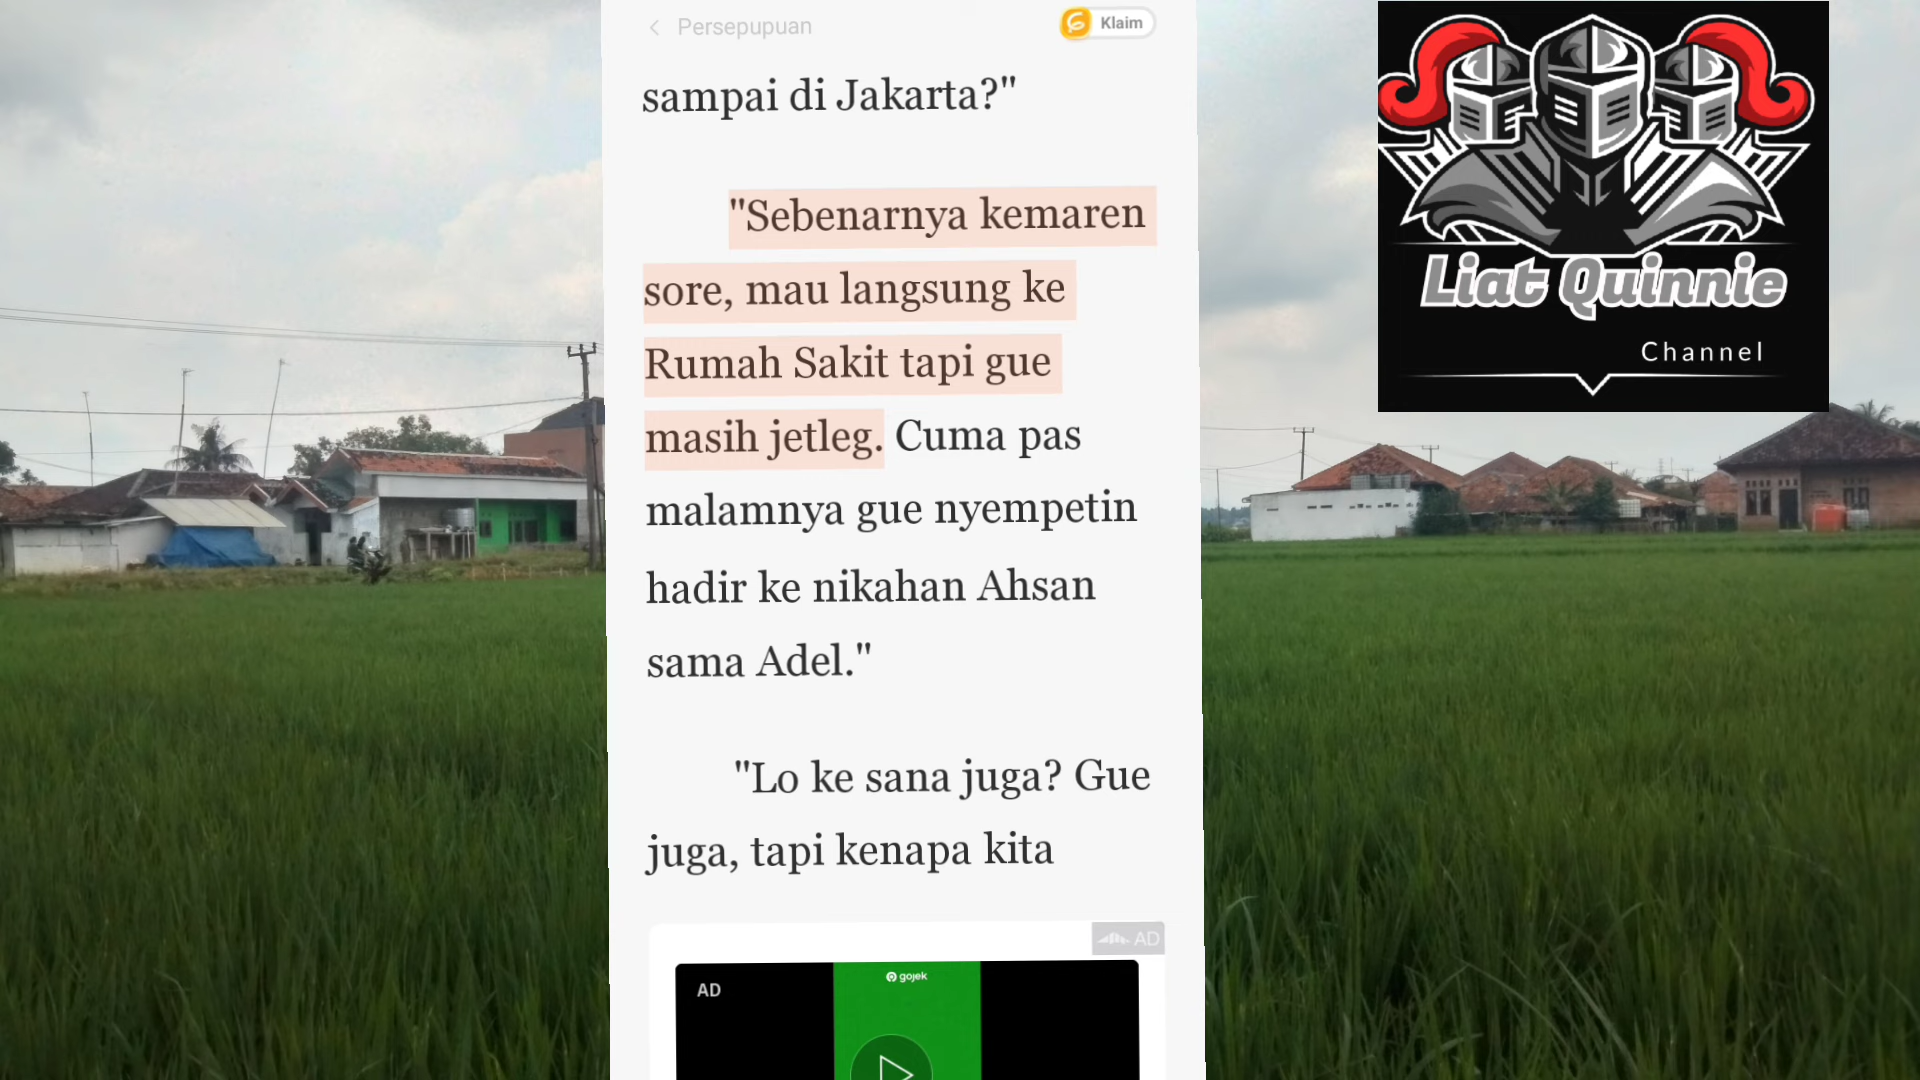 Persepupuan
Klaim
sampai di Jakarta?"
"Sebenarnya kemaren
sore, mau langsung ke
Rumah Sakit tapi gue
masih jetleg. Cuma pas
malamnya gue nyempetin
hadir ke nikahan Ahsan
sama Adel."
"Lo ke sana juga? Gue
juga, tapi kenapa kita
AD
AD
gojek
Liat Quinnie
Channel